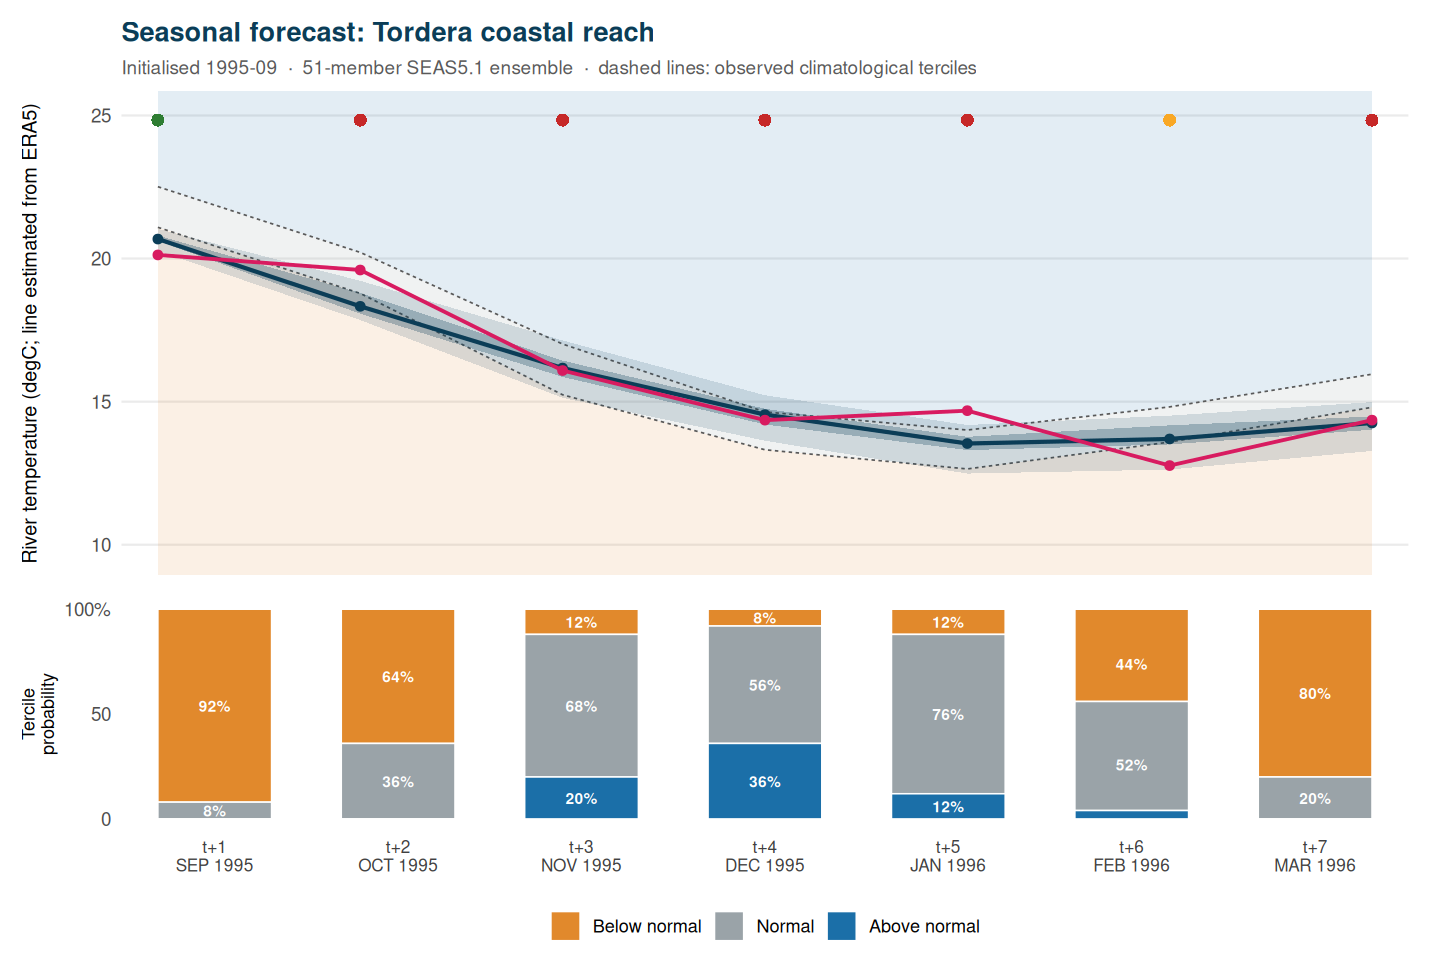 Seasonal forecast: Tordera coastal reach
Initialised 1995-09 · 51-member SEAS5.1 ensemble · dashed lines: observed climatological terciles
River temperature (degC; line estimated from ERA5)
25
20
15
10
Tercile
probability
100%
50
0
92%
8%
64%
36%
12%
68%
20%
8%
56%
36%
12%
76%
12%
44%
52%
80%
20%
t+1
SEP 1995
t+2
OCT 1995
t+3
NOV 1995
t+4
DEC 1995
t+5
JAN 1996
t+6
FEB 1996
t+7
MAR 1996
Below normal
Normal
Above normal